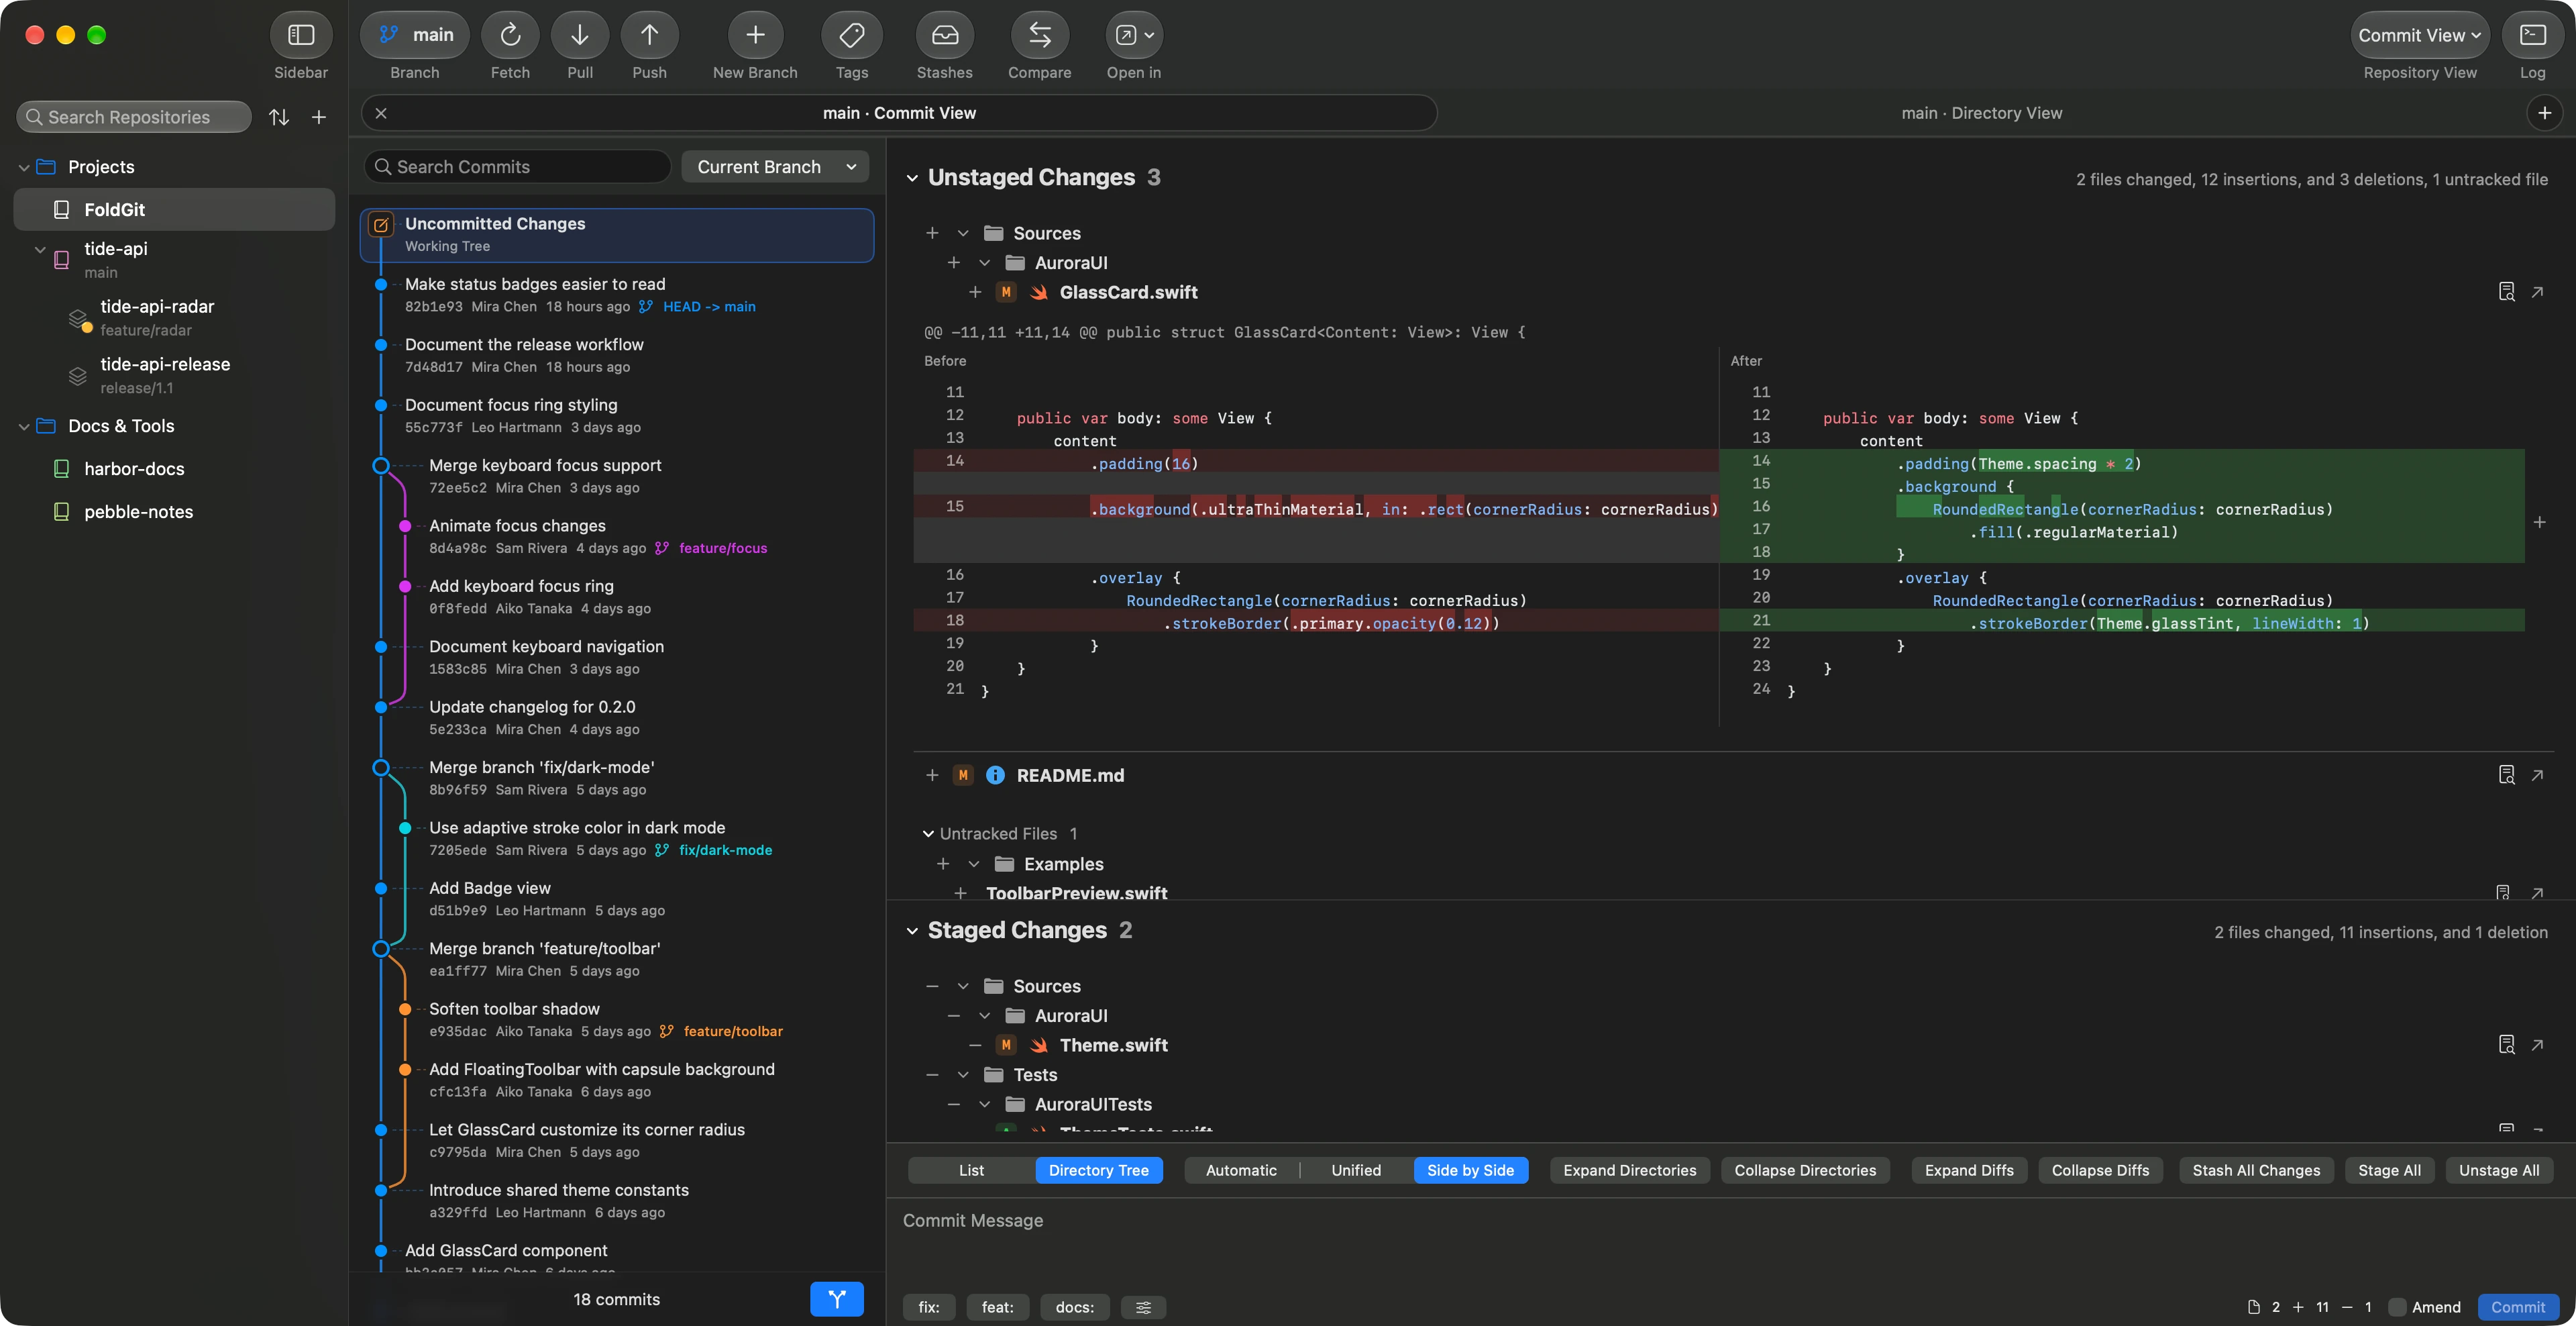 Sidebar
main
Branch
Fetch
Pull
Push
New Branch
Tags
Stashes
Compare
Open in
Commit View
Repository View
Log
Search Repositories
Projects
FoldGit
tide-api
main
tide-api-radar
feature/radar
tide-api-release
release/1.1
Docs & Tools
harbor-docs
pebble-notes
main · Commit View
main · Directory View
Search Commits
Current Branch
Uncommitted Changes
Working Tree
Make status badges easier to read
82b1e93 Mira Chen 18 hours ago HEAD -> main
Document the release workflow
7d48d17 Mira Chen 18 hours ago
Document focus ring styling
55c773f Leo Hartmann 3 days ago
Merge keyboard focus support
72ee5c2 Mira Chen 3 days ago
Animate focus changes
8d4a98c Sam Rivera 4 days ago feature/focus
Add keyboard focus ring
0f8fedd Aiko Tanaka 4 days ago
Document keyboard navigation
1583c85 Mira Chen 3 days ago
Update changelog for 0.2.0
5e233ca Mira Chen 4 days ago
Merge branch 'fix/dark-mode'
8b96f59 Sam Rivera 5 days ago
Use adaptive stroke color in dark mode
7205ede Sam Rivera 5 days ago fix/dark-mode
Add Badge view
d51b9e9 Leo Hartmann 5 days ago
Merge branch 'feature/toolbar'
ea1ff77 Mira Chen 5 days ago
Soften toolbar shadow
e935dac Aiko Tanaka 5 days ago feature/toolbar
Add FloatingToolbar with capsule background
cfc13fa Aiko Tanaka 6 days ago
Let GlassCard customize its corner radius
c9795da Mira Chen 5 days ago
Introduce shared theme constants
a329ffd Leo Hartmann 6 days ago
Add GlassCard component
18 commits
Unstaged Changes 3
2 files changed, 12 insertions, and 3 deletions, 1 untracked file
Sources
AuroraUI
M GlassCard.swift
@@ -11,11 +11,14 @@ public struct GlassCard<Content: View>: View {
Before
11
12 public var body: some View {
13 content
14 .padding(16)
15 .background(.ultraThinMaterial, in: .rect(cornerRadius: cornerRadius)
16 .overlay {
17 RoundedRectangle(cornerRadius: cornerRadius)
18 .strokeBorder(.primary.opacity(0.12))
19 }
20 }
21 }
After
11
12 public var body: some View {
13 content
14 .padding(Theme.spacing * 2)
15 .background {
16 RoundedRectangle(cornerRadius: cornerRadius)
17 .fill(.regularMaterial)
18 }
19 .overlay {
20 RoundedRectangle(cornerRadius: cornerRadius)
21 .strokeBorder(Theme.glassTint, lineWidth: 1)
22 }
23 }
24 }
M README.md
Untracked Files 1
Examples
ToolbarPreview.swift
Staged Changes 2
2 files changed, 11 insertions, and 1 deletion
Sources
AuroraUI
M Theme.swift
Tests
AuroraUITests
List
Directory Tree
Automatic
Unified
Side by Side
Expand Directories
Collapse Directories
Expand Diffs
Collapse Diffs
Stash All Changes
Stage All
Unstage All
Commit Message
fix:
feat:
docs:
2 + 11 − 1
Amend
Commit